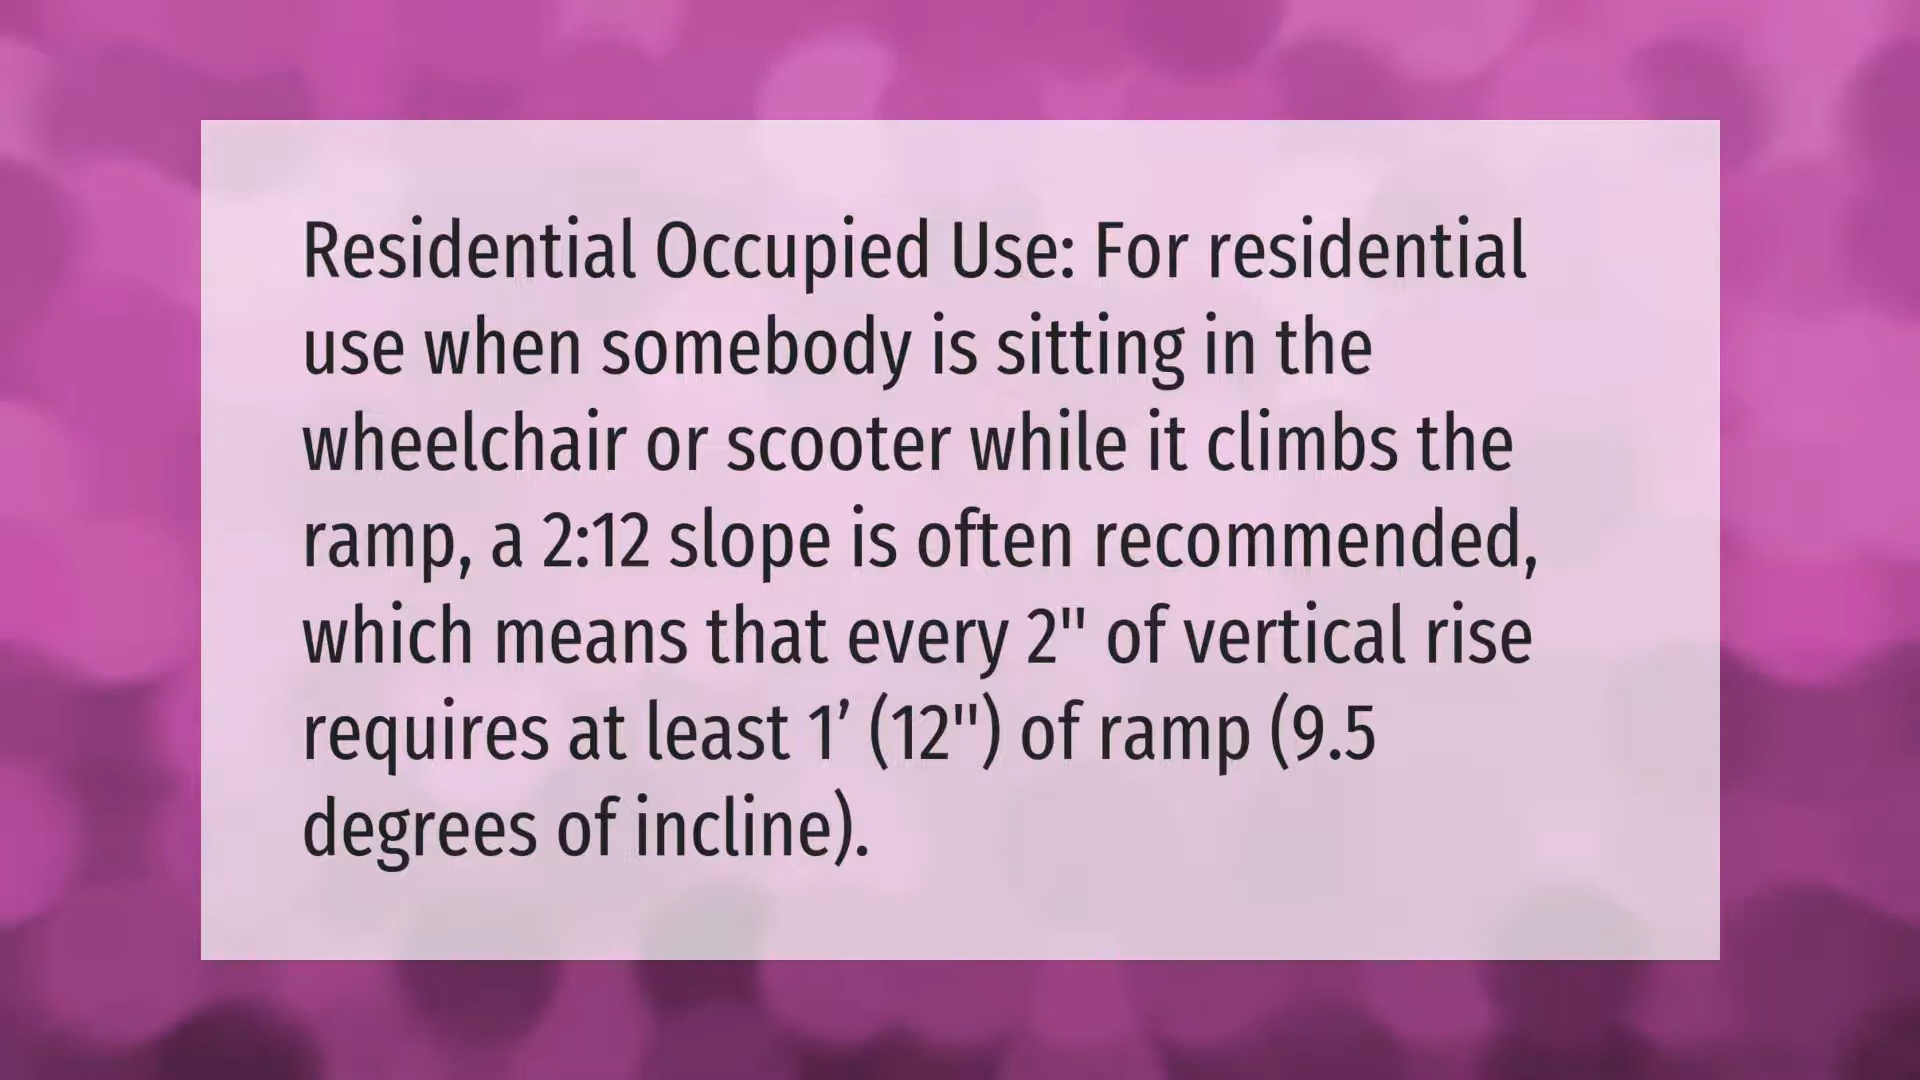 Residential Occupied Use: For residential
use when somebody is sitting in the
wheelchair or scooter while it climbs the
ramp, a 2:12 slope is often recommended,
which means that every 2" of vertical rise
requires at least 1’ (12") of ramp (9.5
degrees of incline).